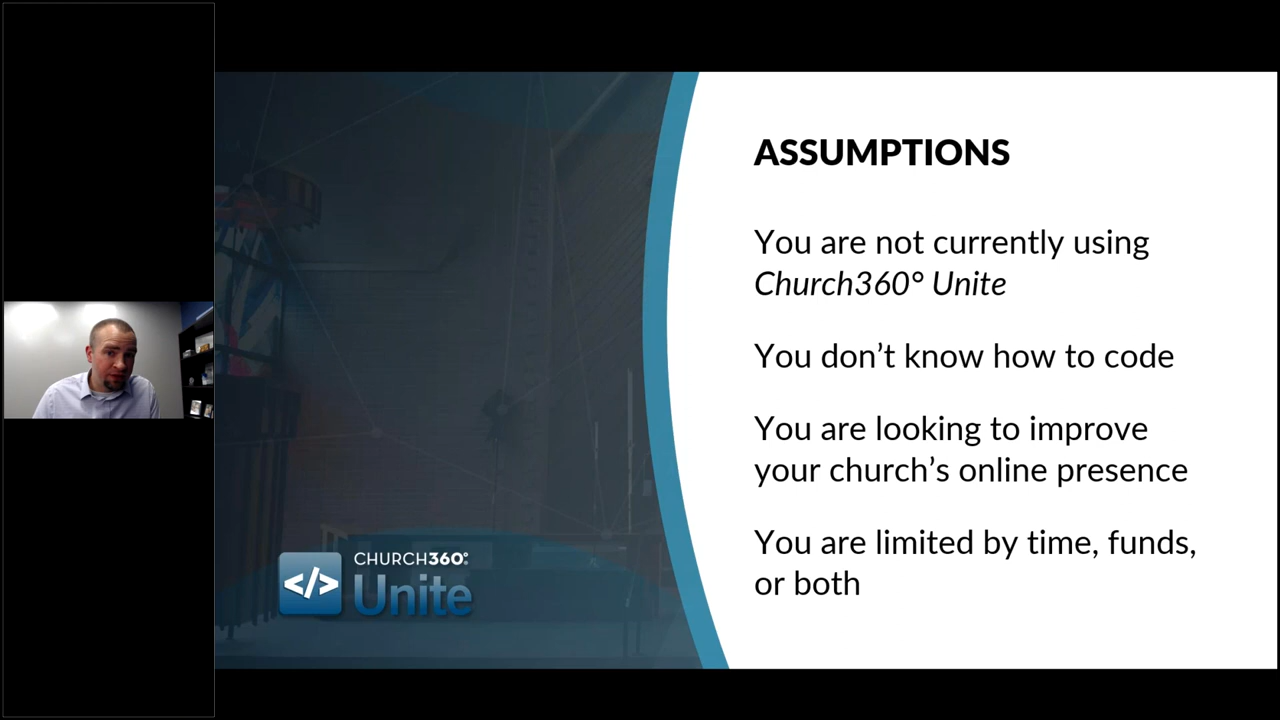 ASSUMPTIONS
You are not currently using
Church360° Unite
You don’t know how to code
You are looking to improve
your church’s online presence
You are limited by time, funds,
or both
</>
CHURCH360°
Unite